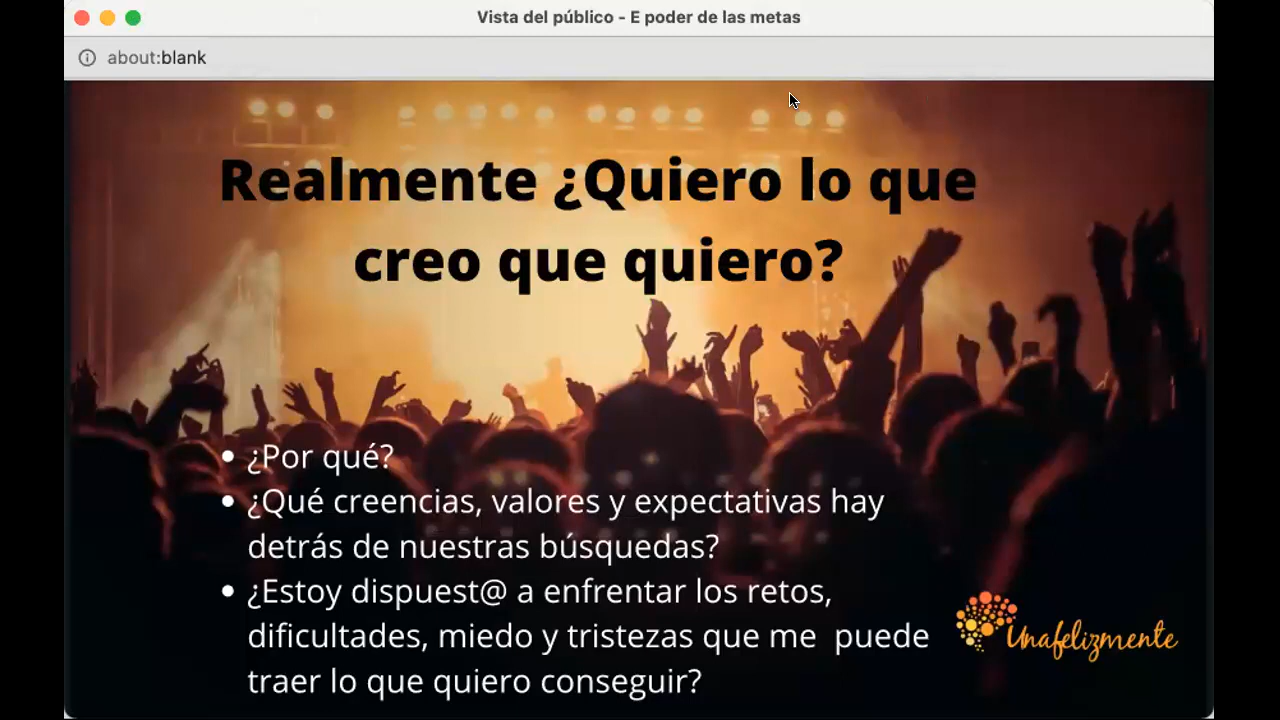 Vista del público - E poder de las metas
about:blank
Realmente ¿Quiero lo que
creo que quiero?
¿Por qué?
¿Qué creencias, valores y expectativas hay
detrás de nuestras búsquedas?
¿Estoy dispuest@ a enfrentar los retos,
dificultades, miedo y tristezas que me  puede
traer lo que quiero conseguir?
Unafelizmente